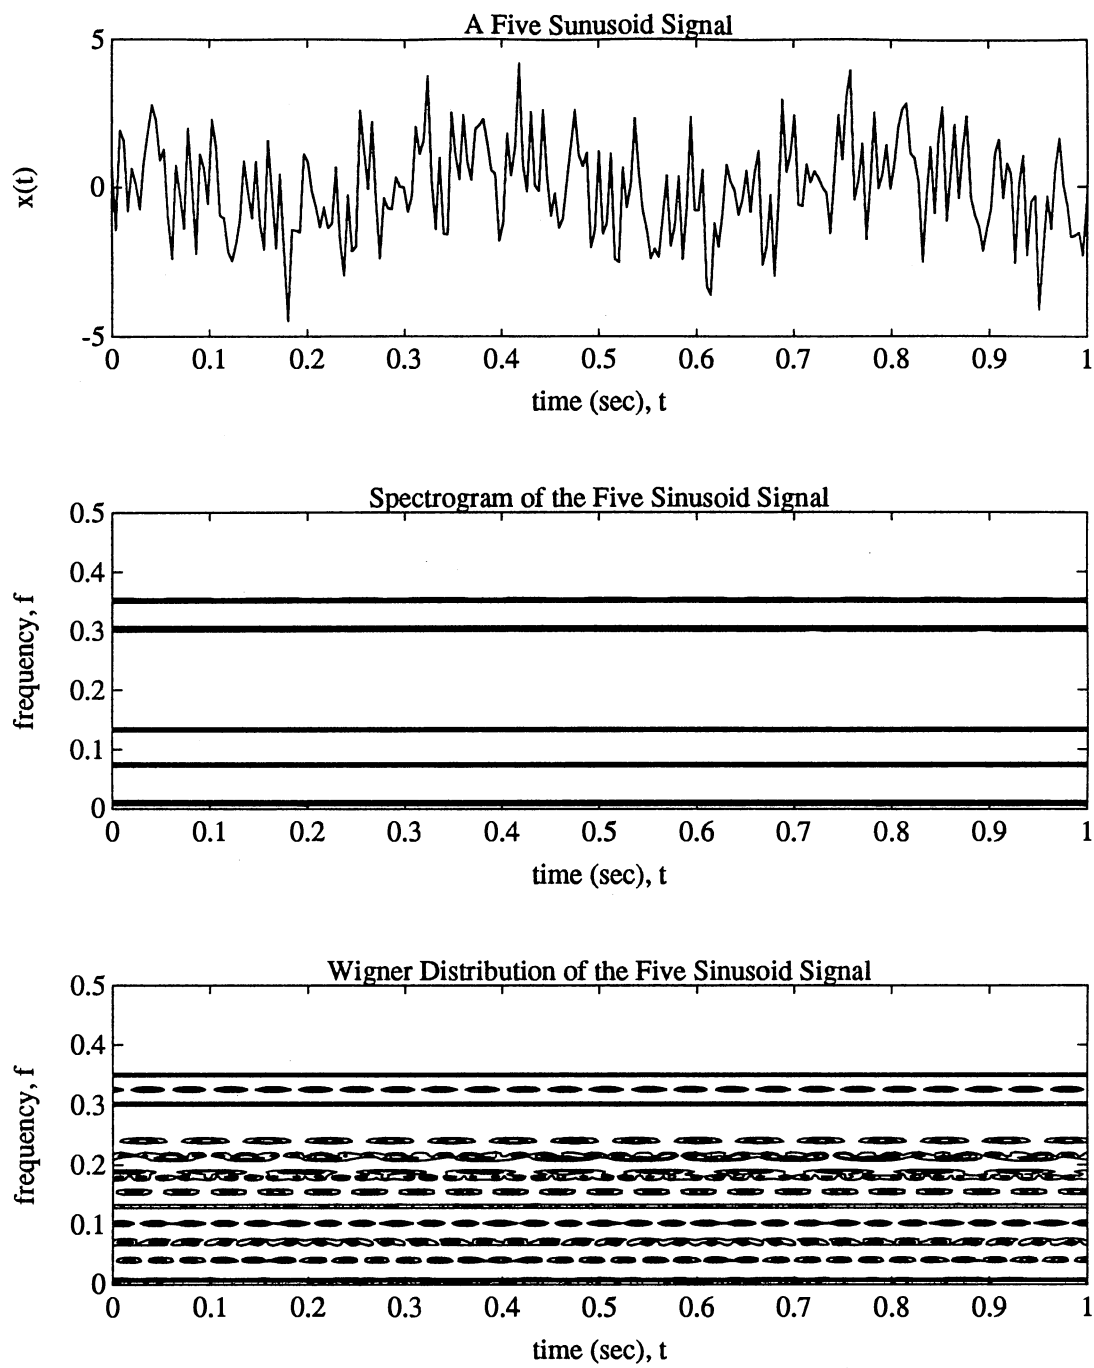 A Five Sunusoid Signal
5
0
-5
x(t)
0 0.1 0.2 0.3 0.4 0.5 0.6 0.7 0.8 0.9 1
time (sec), t
Spectrogram of the Five Sinusoid Signal
0.5
0.4
0.3
0.2
0.1
0
frequency, f
0 0.1 0.2 0.3 0.4 0.5 0.6 0.7 0.8 0.9 1
time (sec), t
Wigner Distribution of the Five Sinusoid Signal
0.5
0.4
0.3
0.2
0.1
0
frequency, f
0 0.1 0.2 0.3 0.4 0.5 0.6 0.7 0.8 0.9 1
time (sec), t